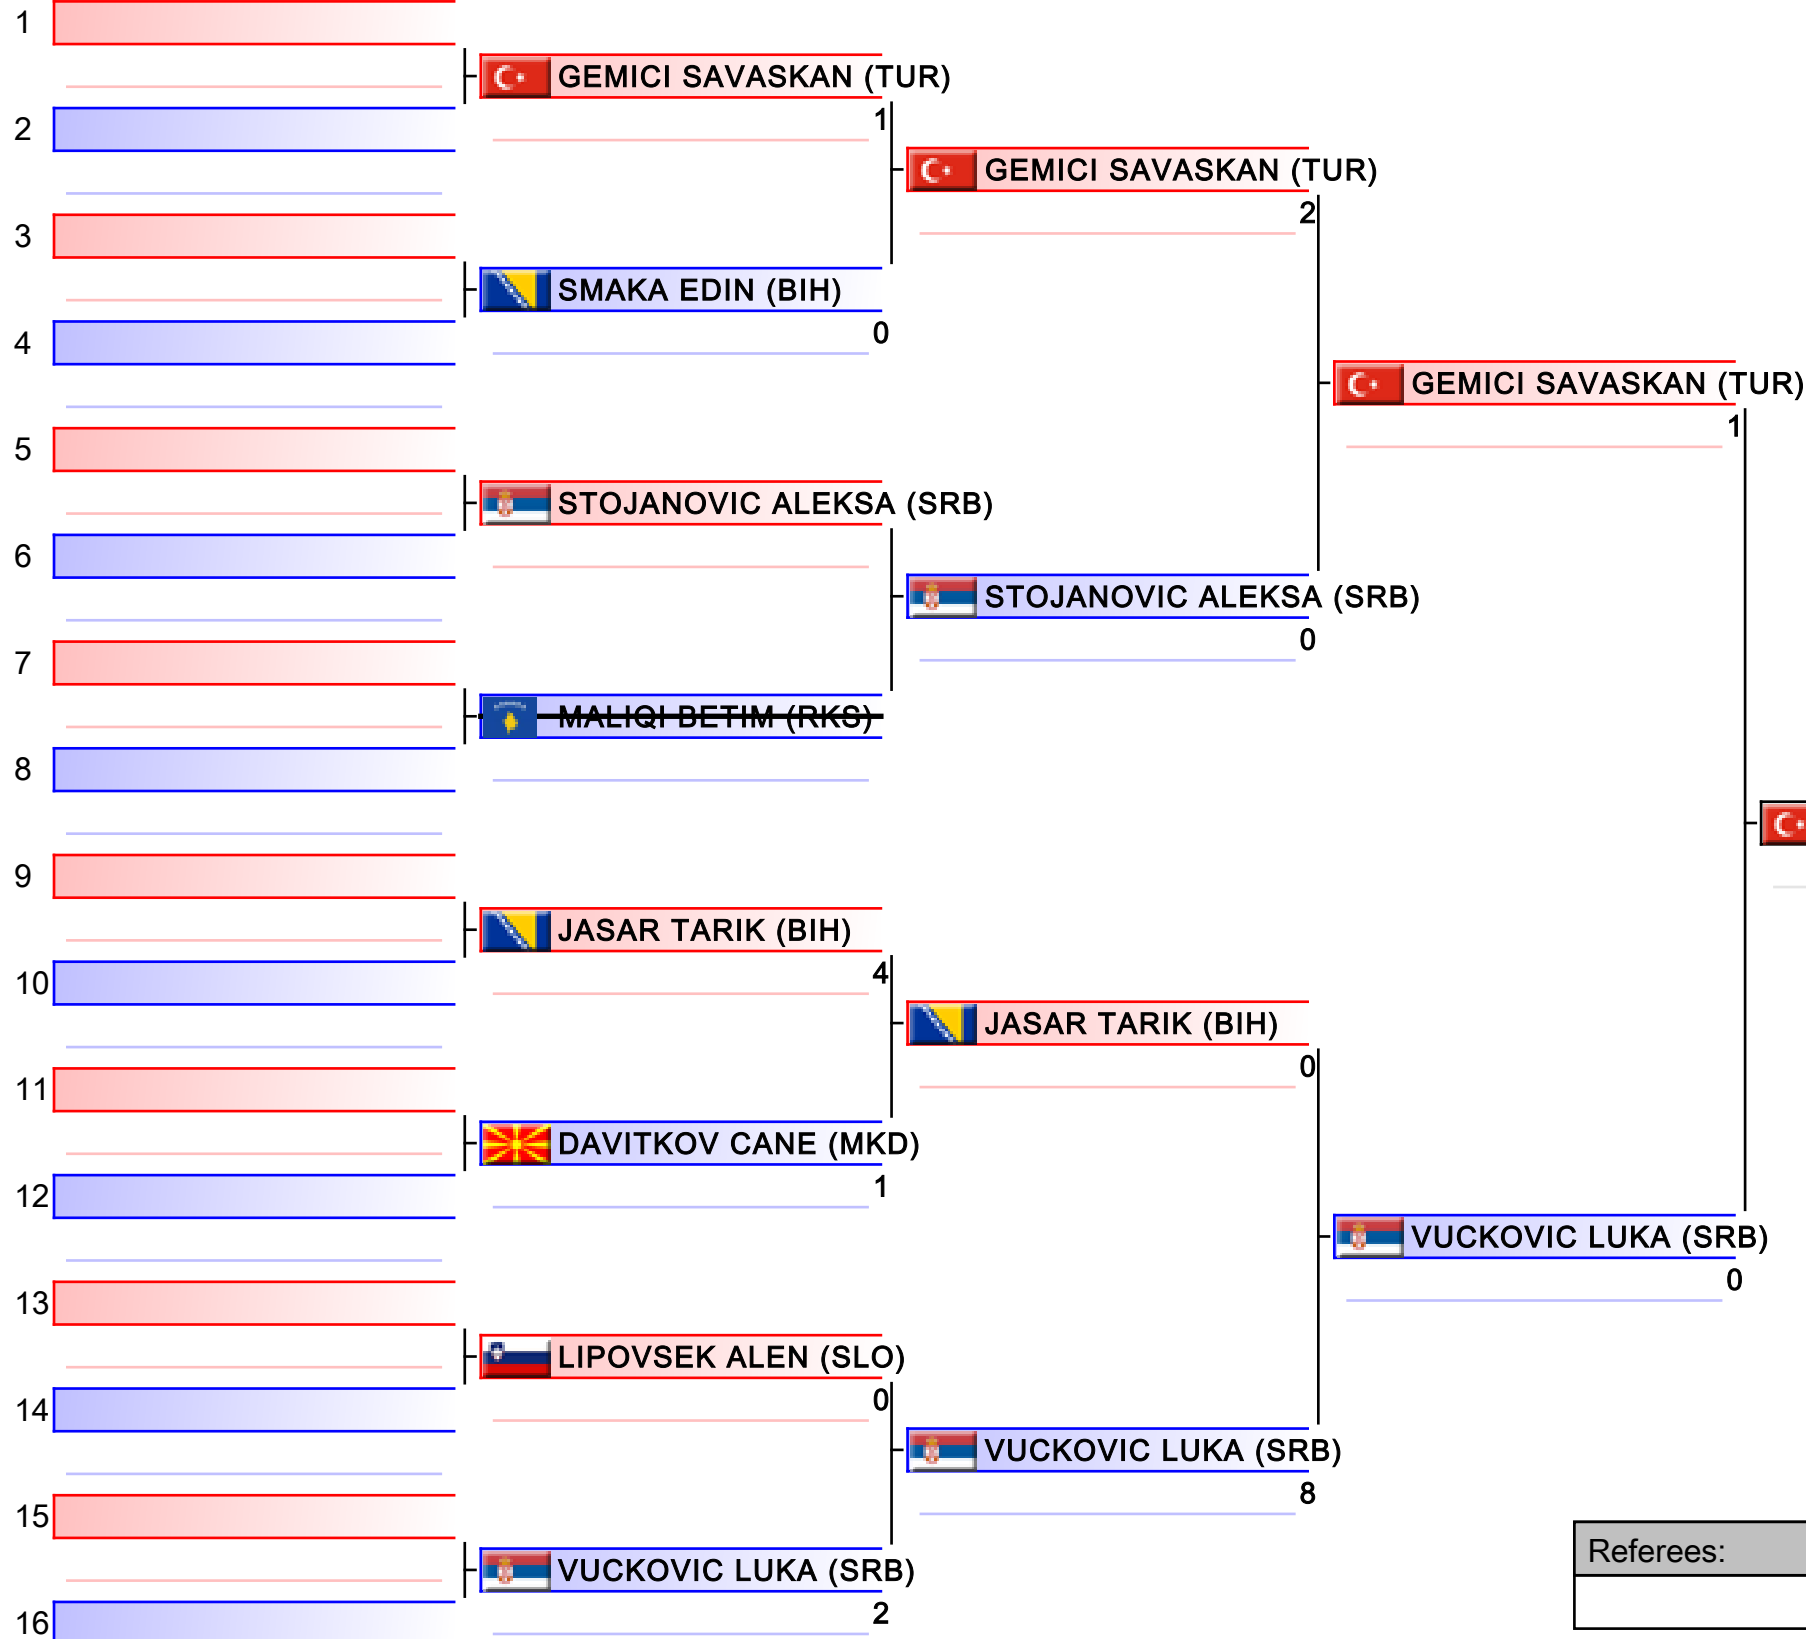 1
GEMICI SAVASKAN (TUR)
1
2
GEMICI SAVASKAN (TUR)
2
3
SMAKA EDIN (BIH)
0
4
GEMICI SAVASKAN (TUR)
1
5
STOJANOVIC ALEKSA (SRB)
6
STOJANOVIC ALEKSA (SRB)
0
7
MALIQI BETIM (RKS)
8
9
JASAR TARIK (BIH)
4
10
JASAR TARIK (BIH)
0
11
DAVITKOV CANE (MKD)
1
12
VUCKOVIC LUKA (SRB)
0
13
LIPOVSEK ALEN (SLO)
0
14
VUCKOVIC LUKA (SRB)
8
15
Referees:
VUCKOVIC LUKA (SRB)
2
16